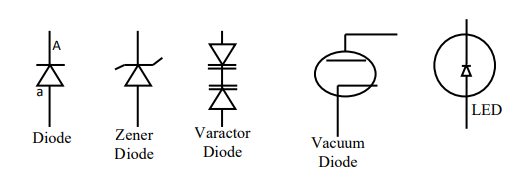 A
a
Diode
Zener
Diode
Varactor
Diode
Vacuum
Diode
LED